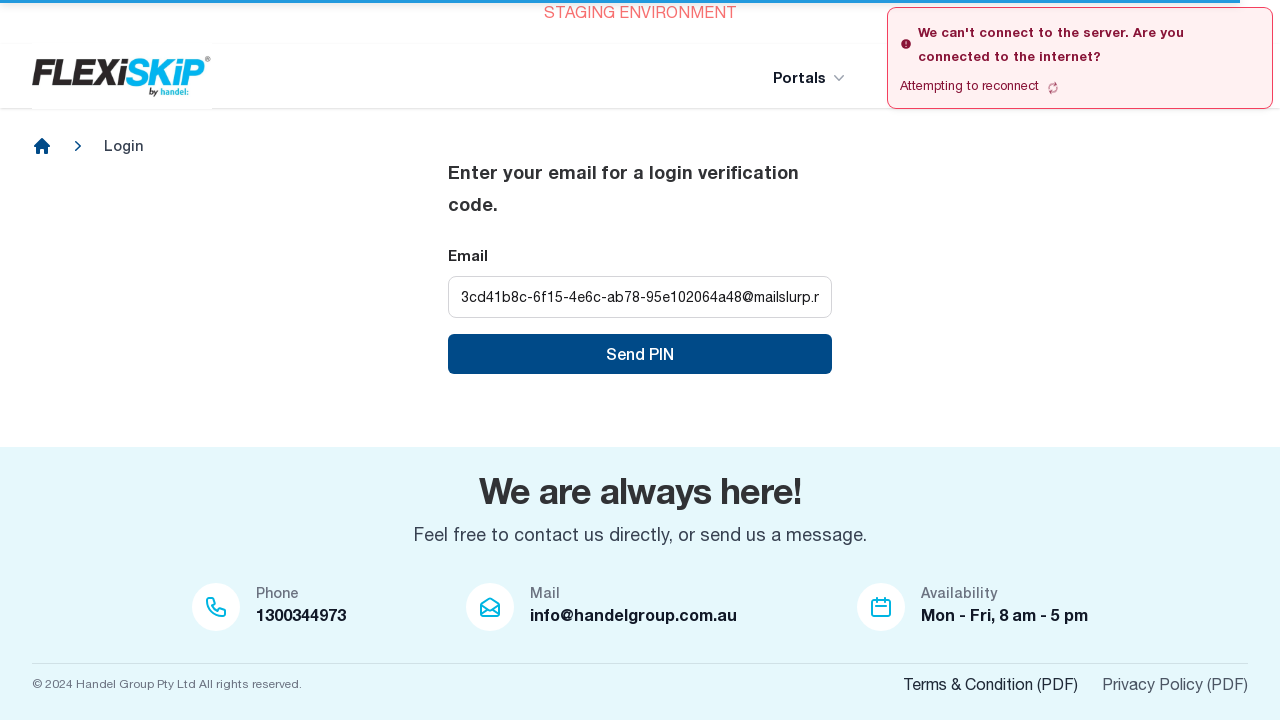 STAGING ENVIRONMENT
We can't connect to the server. Are you
connected to the internet?
Attempting to reconnect
FLEXiSKiP®
by handel:
Portals
Login
Enter your email for a login verification
code.
Email
3cd41b8c-6f15-4e6c-ab78-95e102064a48@mailslurp.r
Send PIN
We are always here!
Feel free to contact us directly, or send us a message.
Phone
1300344973
Mail
info@handelgroup.com.au
Availability
Mon - Fri, 8 am - 5 pm
© 2024 Handel Group Pty Ltd All rights reserved.
Terms & Condition (PDF)
Privacy Policy (PDF)